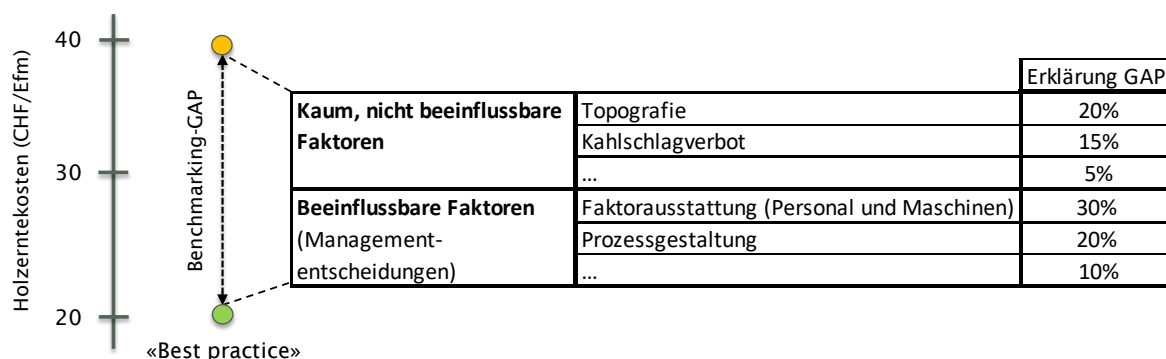 Holzerntekosten (CHF/Efm)
40
30
20
Benchmarking-GAP
«Best practice»
Erklärung GAP
Kaum, nicht beeinflussbare
Faktoren
Topografie 20%
Kahlschlagverbot 15%
... 5%
Beeinflussbare Faktoren
(Management-
entscheidungen)
Faktorausstattung (Personal und Maschinen) 30%
Prozessgestaltung 20%
... 10%